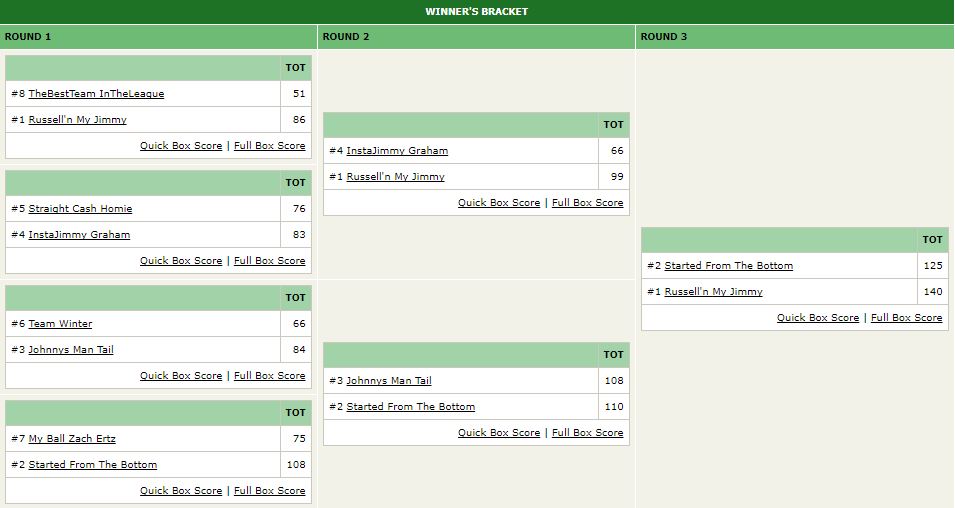 WINNER'S BRACKET
ROUND 1
TOT
#8 TheBestTeam InTheLeague 51
#1 Russell'n My Jimmy 86
Quick Box Score | Full Box Score
TOT
#5 Straight Cash Homie 76
#4 InstaJimmy Graham 83
Quick Box Score | Full Box Score
TOT
#6 Team Winter 66
#3 Johnnys Man Tail 84
Quick Box Score | Full Box Score
TOT
#7 My Ball Zach Ertz 75
#2 Started From The Bottom 108
Quick Box Score | Full Box Score
ROUND 2
TOT
#4 InstaJimmy Graham 66
#1 Russell'n My Jimmy 99
Quick Box Score | Full Box Score
TOT
#3 Johnnys Man Tail 108
#2 Started From The Bottom 110
Quick Box Score | Full Box Score
ROUND 3
TOT
#2 Started From The Bottom 125
#1 Russell'n My Jimmy 140
Quick Box Score | Full Box Score